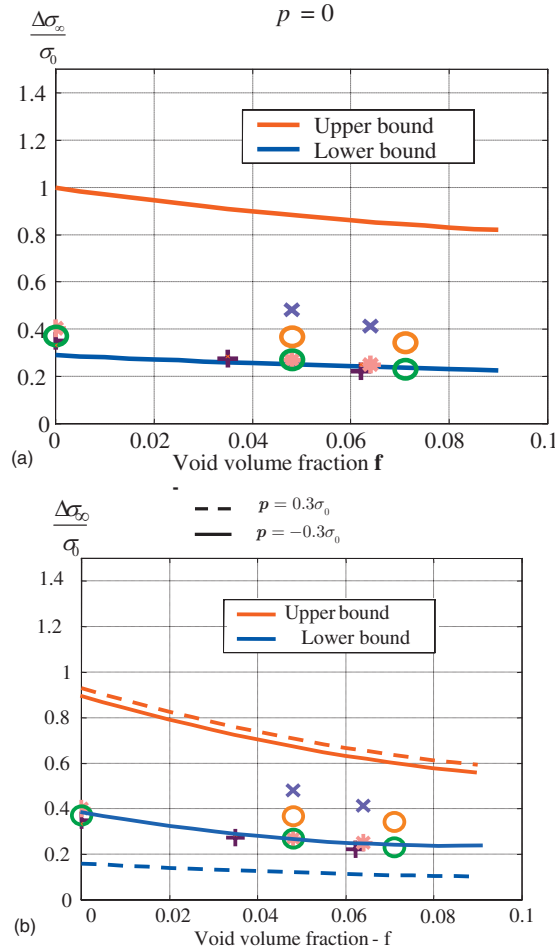 p = 0
Δσ∞
σ0
1.4
1.2
Upper bound
Lower bound
1
0.8
0.6
0.4
0.2
0
0 0.02 0.04 0.06 0.08 0.1
(a)
Void volume fraction f
p = 0.3σ0
p = −0.3σ0
Δσ∞
σ0
1.4
1.2
Upper bound
Lower bound
1
0.8
0.6
0.4
0.2
0
0 0.02 0.04 0.06 0.08 0.1
(b)
Void volume fraction - f